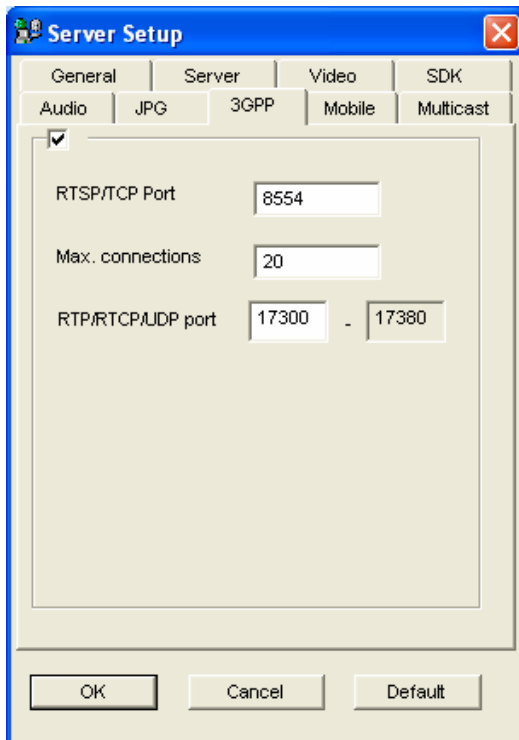 Server Setup
General Server Video SDK
Audio JPG 3GPP Mobile Multicast
RTSP/TCP Port 8554
Max. connections 20
RTP/RTCP/UDP port 17300 - 17380
OK Cancel Default